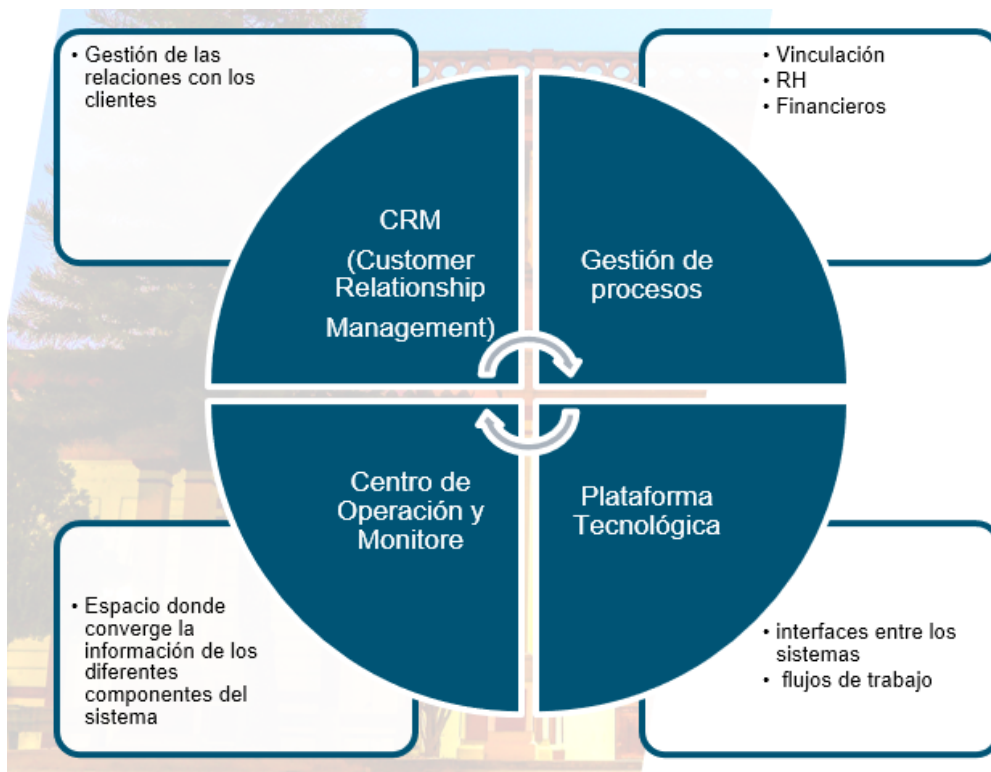 • Gestión de las
relaciones con los
clientes
• Vinculación
• RH
• Financieros
CRM
(Customer
Relationship
Management)
Gestión de
procesos
Centro de
Operación y
Monitore
Plataforma
Tecnológica
• Espacio donde
converge la
información de los
diferentes
componentes del
sistema
• interfaces entre los
sistemas
• flujos de trabajo